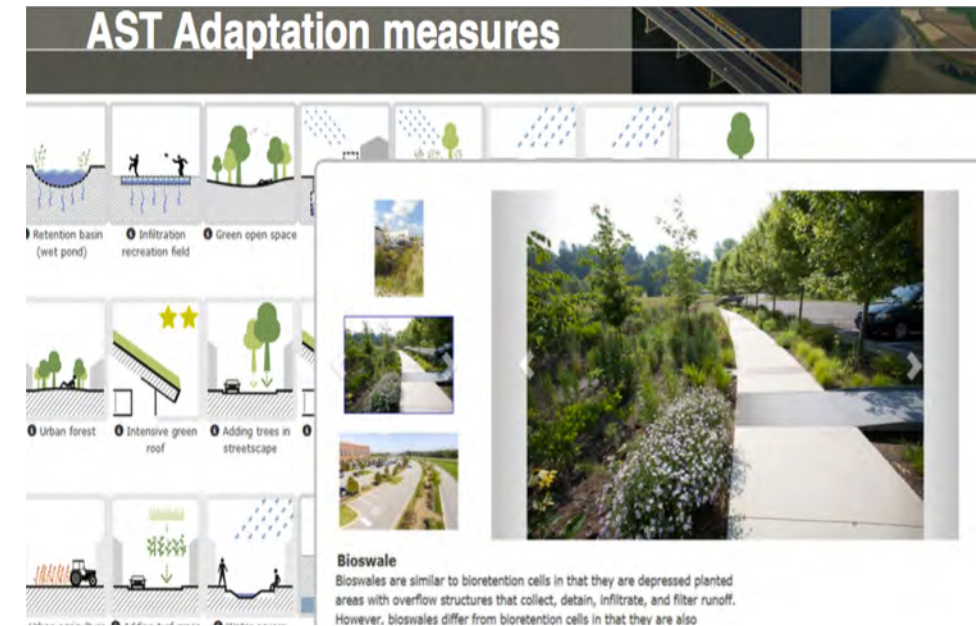 AST Adaptation measures
Retention basin
(wet pond)
Infiltration
recreation field
Green open space
Urban forest
Intensive green
roof
Adding trees in
streetscape
Bioswale
Bioswales are similar to bioretention cells in that they are depressed planted
areas with overflow structures that collect, detain, infiltrate, and filter runoff.
However, bioswales differ from bioretention cells in that they are also